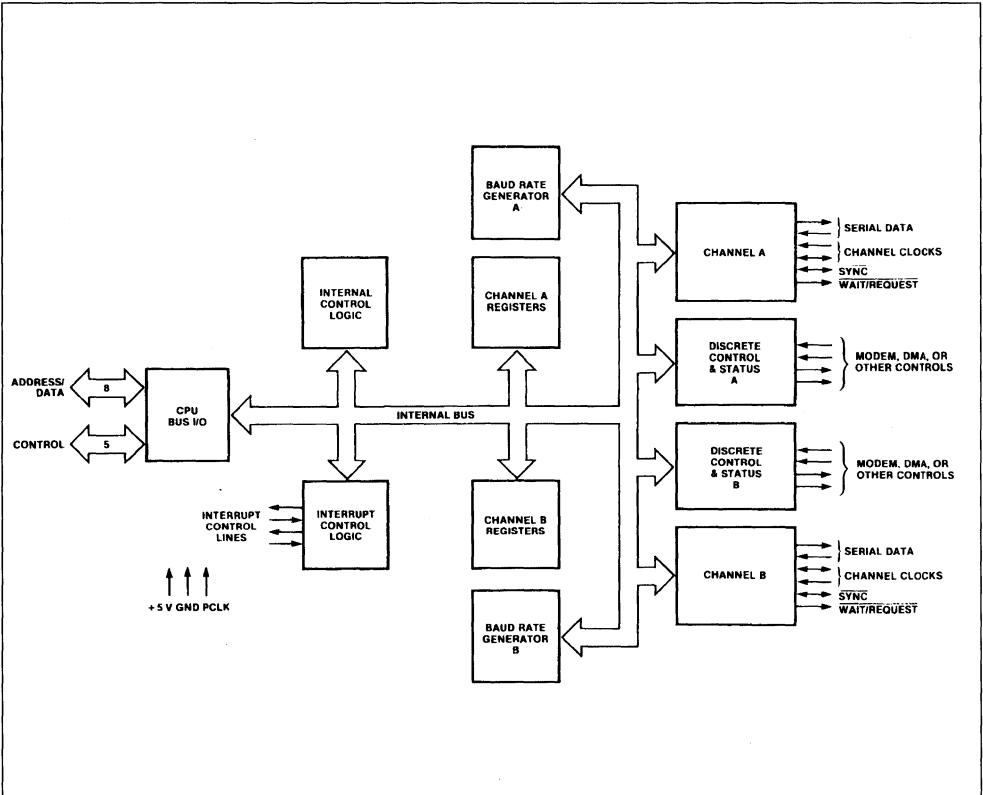 BAUD RATE
GENERATOR
A
CHANNEL A
SERIAL DATA
CHANNEL CLOCKS
SYNC
WAIT/REQUEST
INTERNAL
CONTROL
LOGIC
CHANNEL A
REGISTERS
DISCRETE
CONTROL
& STATUS
A
MODEM, DMA, OR
OTHER CONTROLS
ADDRESS/
DATA
8
CPU
BUS I/O
INTERNAL BUS
CONTROL
5
DISCRETE
CONTROL
& STATUS
B
MODEM, DMA, OR
OTHER CONTROLS
INTERRUPT
CONTROL
LINES
INTERRUPT
CONTROL
LOGIC
CHANNEL B
REGISTERS
CHANNEL B
SERIAL DATA
CHANNEL CLOCKS
SYNC
WAIT/REQUEST
+ 5 V GND PCLK
BAUD RATE
GENERATOR
B